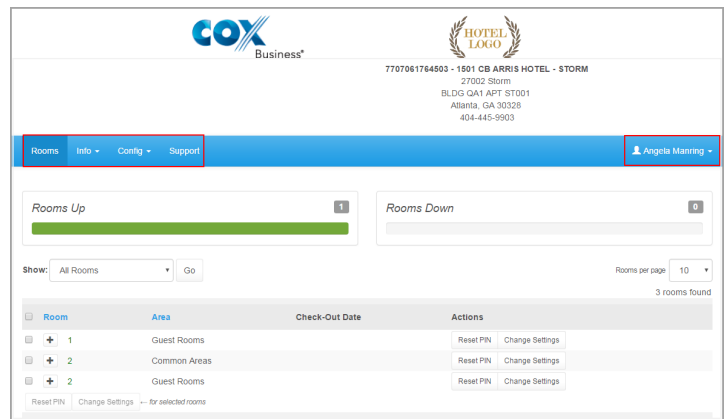 COX
Business®
HOTEL
LOGO
7707061764503 - 1501 CB ARRIS HOTEL - STORM
27002 Storm
BLDG QA1 APT ST001
Atlanta, GA 30328
404-445-9903
Rooms Info Config Support Angela Manring
Rooms Up 1 Rooms Down 0
Show: All Rooms Go Rooms per page 10
3 rooms found
Room Area Check-Out Date Actions
+ 1 Guest Rooms Reset PIN Change Settings
+ 2 Common Areas Reset PIN Change Settings
+ 2 Guest Rooms Reset PIN Change Settings
Reset PIN Change Settings ← for selected rooms